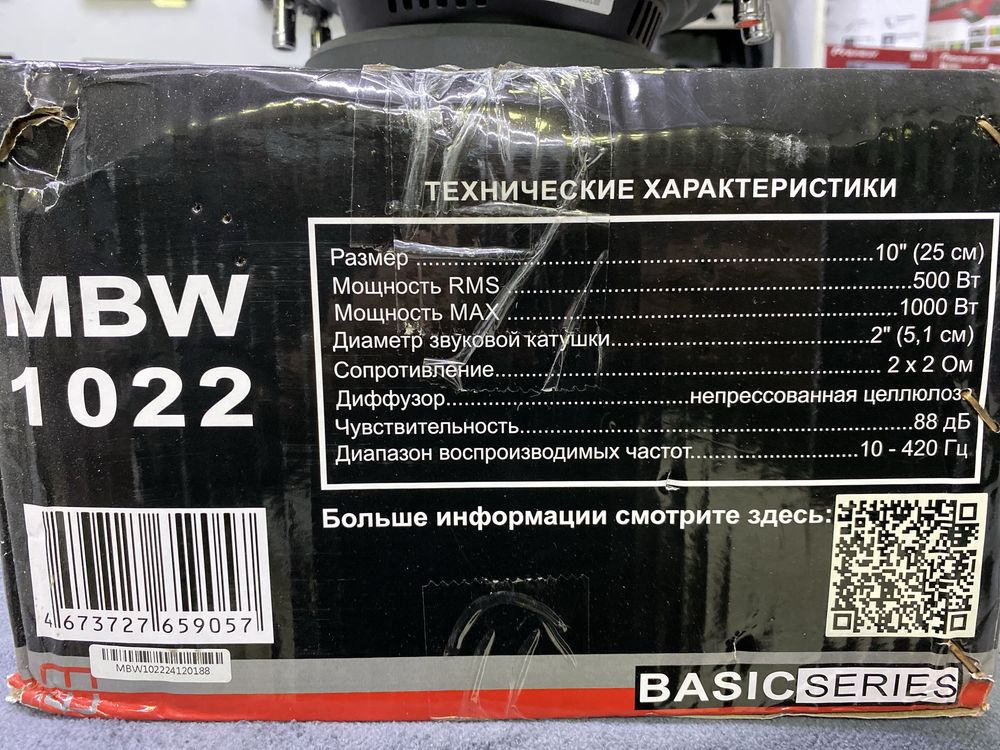 ТЕХНИЧЕСКИЕ ХАРАКТЕРИСТИКИ
MBW
1022
Размер.....10" (25 см)
Мощность RMS.....500 Вт
Мощность MAX.....1000 Вт
Диаметр звуковой катушки.....2" (5,1 см)
Сопротивление..... 2 x 2 Ом
Диффузор.....непрессованная целлюлоза
Чувствительность.....88 дБ
Диапазон воспроизводимых частот.....10 - 420 Гц
Больше информации смотрите здесь:
4 673727 659057
MBW102224120188
BASIC SERIES